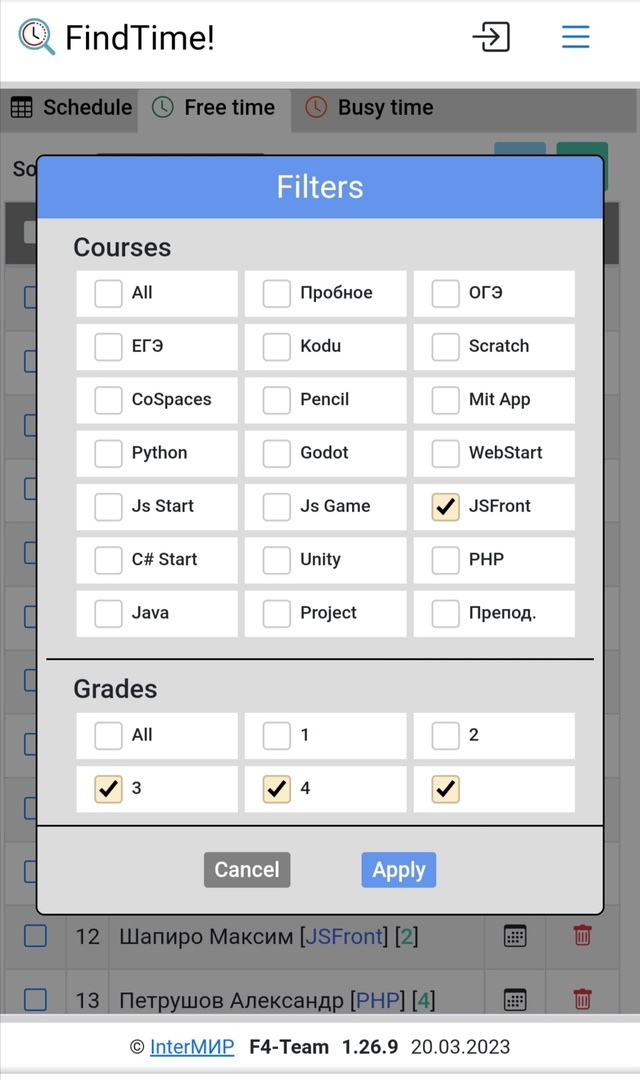 FindTime!
Schedule Free time Busy time
So
Filters
Courses
All Пробное ОГЭ
ЕГЭ Kodu Scratch
CoSpaces Pencil Mit App
Python Godot WebStart
Js Start Js Game JSFront
C# Start Unity PHP
Java Project Препод.
Grades
All 1 2
3 4
Cancel Apply
12 Шапиро Максим [JSFront] [2]
13 Петрушов Александр [PHP] [4]
© InterМИР F4-Team 1.26.9 20.03.2023